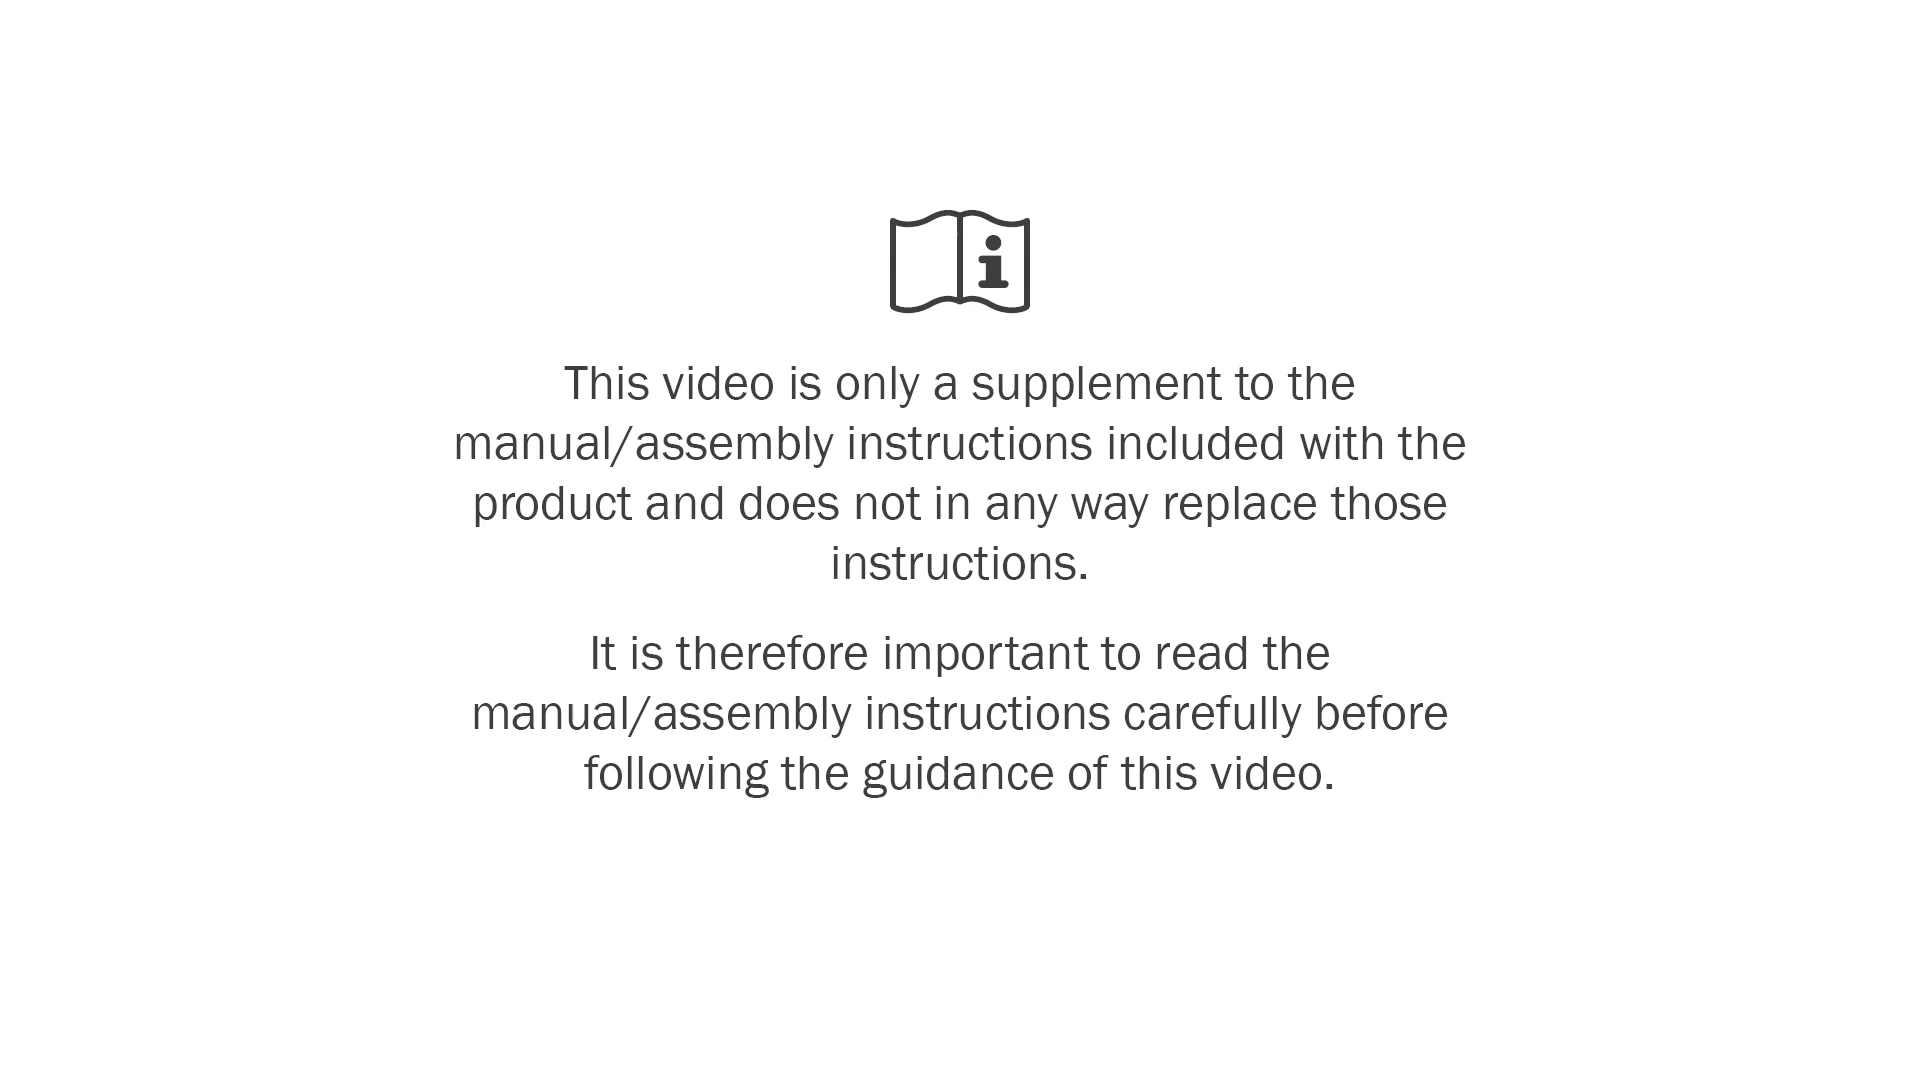 This video is only a supplement to the
manual/assembly instructions included with the
product and does not in any way replace those
instructions.
It is therefore important to read the
manual/assembly instructions carefully before
following the guidance of this video.